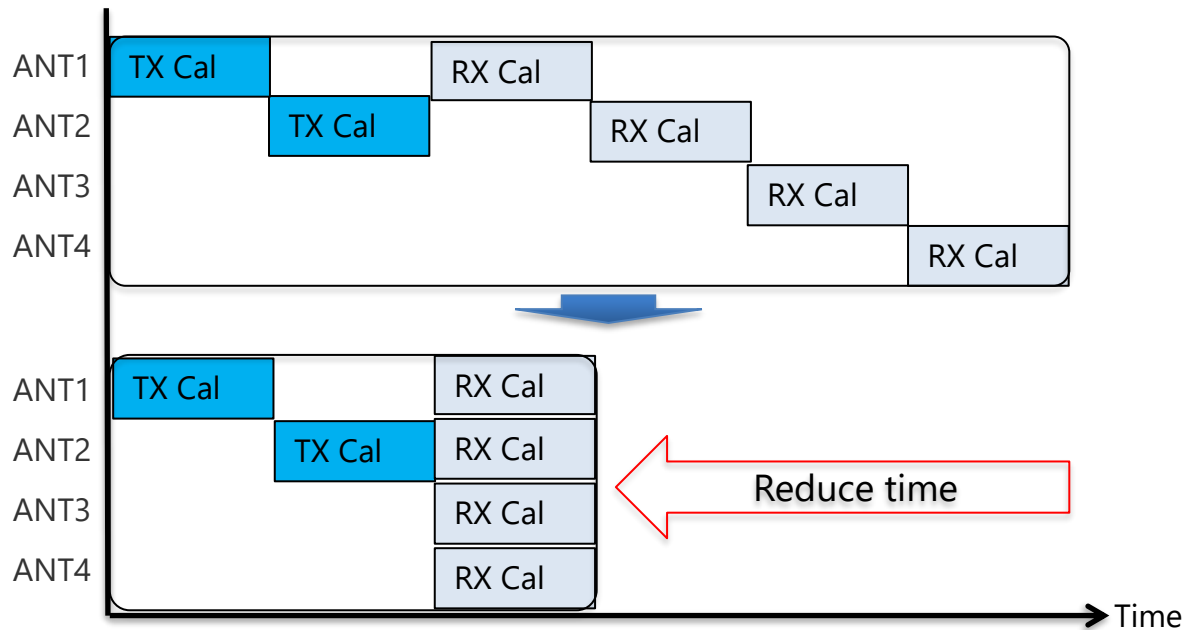 ANT1 TX Cal RX Cal
ANT2 TX Cal RX Cal
ANT3 RX Cal
ANT4 RX Cal
ANT1 TX Cal RX Cal
ANT2 TX Cal RX Cal
Reduce time
ANT3 RX Cal
ANT4 RX Cal
Time